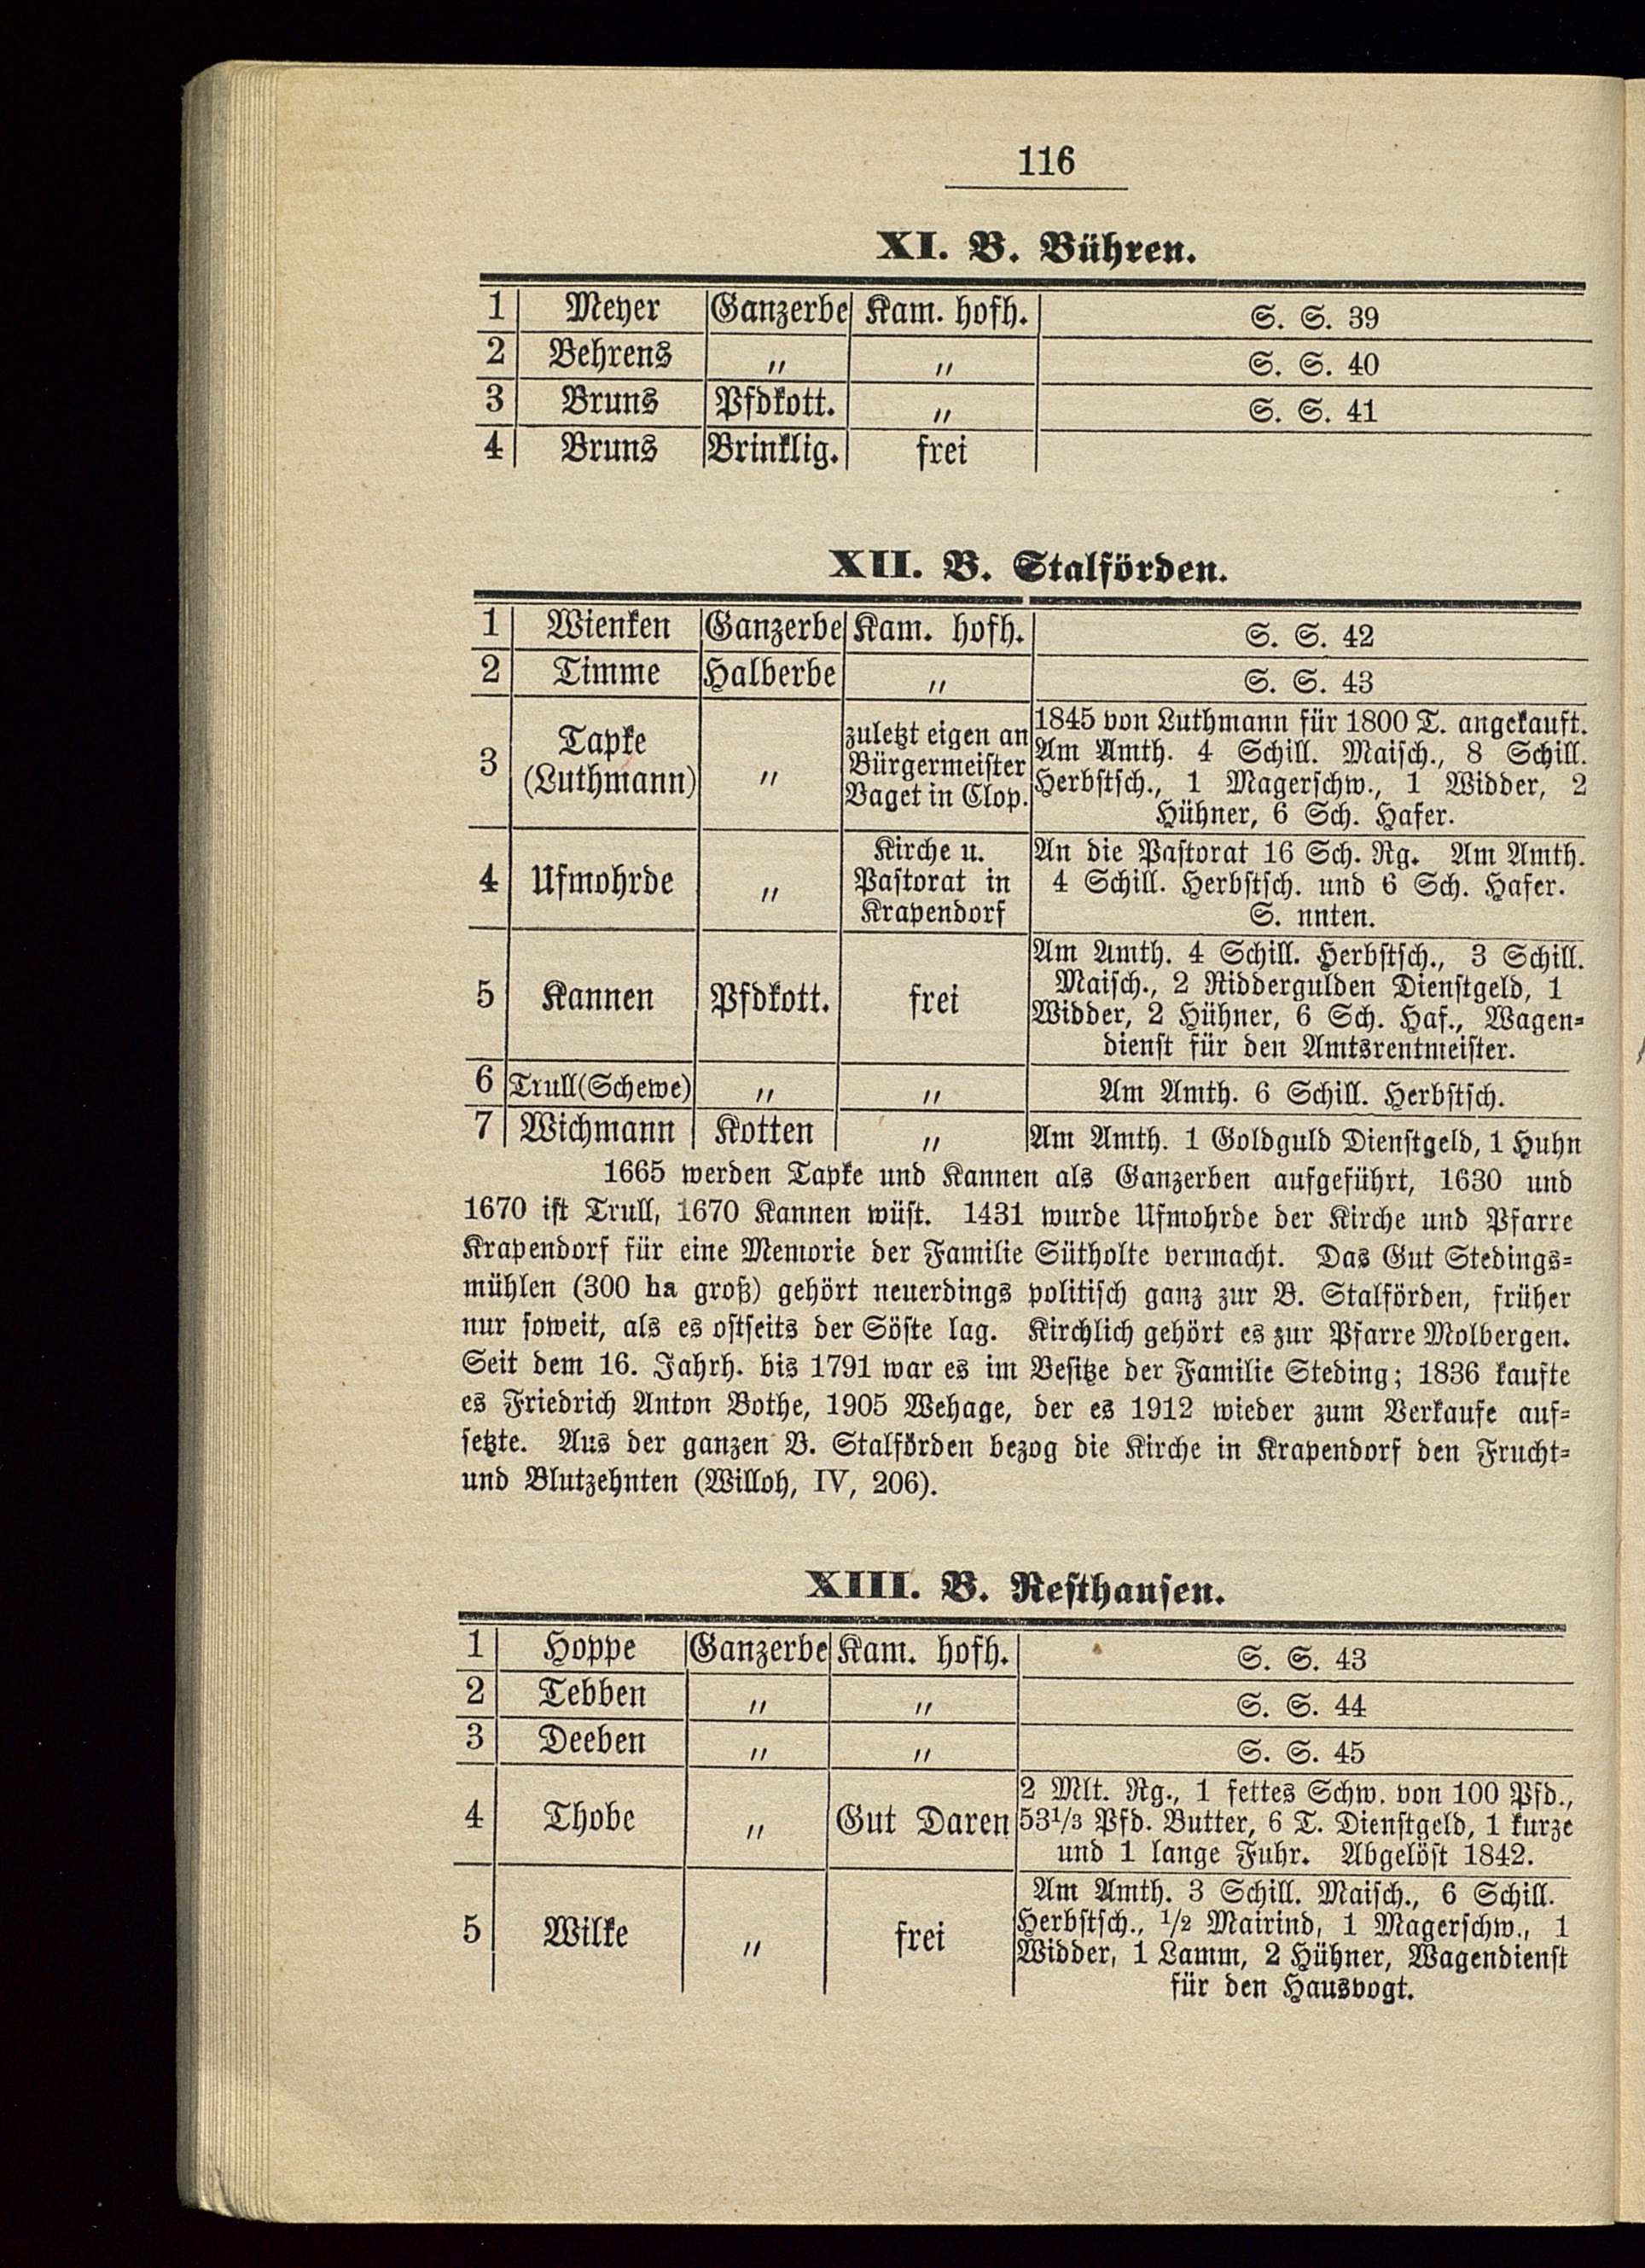 116
XI. B. Bühren.
1 Meyer Ganzerbe Kam. hofh. S. S. 39
2 Behrens „ „ S. S. 40
3 Bruns Pfdkott. „ S. S. 41
4 Bruns Brinklig. frei
XII. B. Stalförden.
1 Wienken Ganzerbe Kam. hofh. S. S. 42
2 Timme Halberbe „ S. S. 43
3 Tapke (Luthmann) „ zuletzt eigen an Bürgermeister Vaget in Clop.
1845 von Luthmann für 1800 T. angekauft.
Am Amth. 4 Schill. Maisch., 8 Schill.
Herbstsch., 1 Magerschw., 1 Widder, 2
Hühner, 6 Sch. Hafer.
4 Ufmohrde „ Kirche u. Pastorat in Krapendorf
An die Pastorat 16 Sch. Rg. Am Amth.
4 Schill. Herbstsch. und 6 Sch. Hafer.
S. nnten.
5 Kannen Pfdkott. frei
Am Amth. 4 Schill. Herbstsch., 3 Schill.
Maisch., 2 Riddergulden Dienstgeld, 1
Widder, 2 Hühner, 6 Sch. Haf., Wagen-
dienst für den Amtsrentmeister.
6 Trull(Schewe) „ „ Am Amth. 6 Schill. Herbstsch.
7 Wichmann Kotten „ Am Amth. 1 Goldguld Dienstgeld, 1 Huhn
1665 werden Tapke und Kannen als Ganzerben aufgeführt, 1630 und
1670 ist Trull, 1670 Kannen wüst. 1431 wurde Ufmohrde der Kirche und Pfarre
Krapendorf für eine Memorie der Familie Sütholte vermacht. Das Gut Stedings-
mühlen (300 ha groß) gehört neuerdings politisch ganz zur B. Stalförden, früher
nur soweit, als es ostseits der Söste lag. Kirchlich gehört es zur Pfarre Molbergen.
Seit dem 16. Jahrh. bis 1791 war es im Besitze der Familie Steding; 1836 kaufte
es Friedrich Anton Bothe, 1905 Wehage, der es 1912 wieder zum Verkaufe auf-
setzte. Aus der ganzen B. Stalförden bezog die Kirche in Krapendorf den Frucht-
und Blutzehnten (Willoh, IV, 206).
XIII. B. Resthausen.
1 Hoppe Ganzerbe Kam. hofh. S. S. 43
2 Tebben „ „ S. S. 44
3 Deeben „ „ S. S. 45
4 Thobe „ Gut Daren
2 Mlt. Rg., 1 fettes Schw. von 100 Pfd.,
53 1/3 Pfd. Butter, 6 T. Dienstgeld, 1 kurze
und 1 lange Fuhr. Abgelöst 1842.
5 Wilke „ frei
Am Amth. 3 Schill. Maisch., 6 Schill.
Herbstsch., 1/2 Mairind, 1 Magerschw., 1
Widder, 1 Lamm, 2 Hühner, Wagendienst
für den Hausvogt.